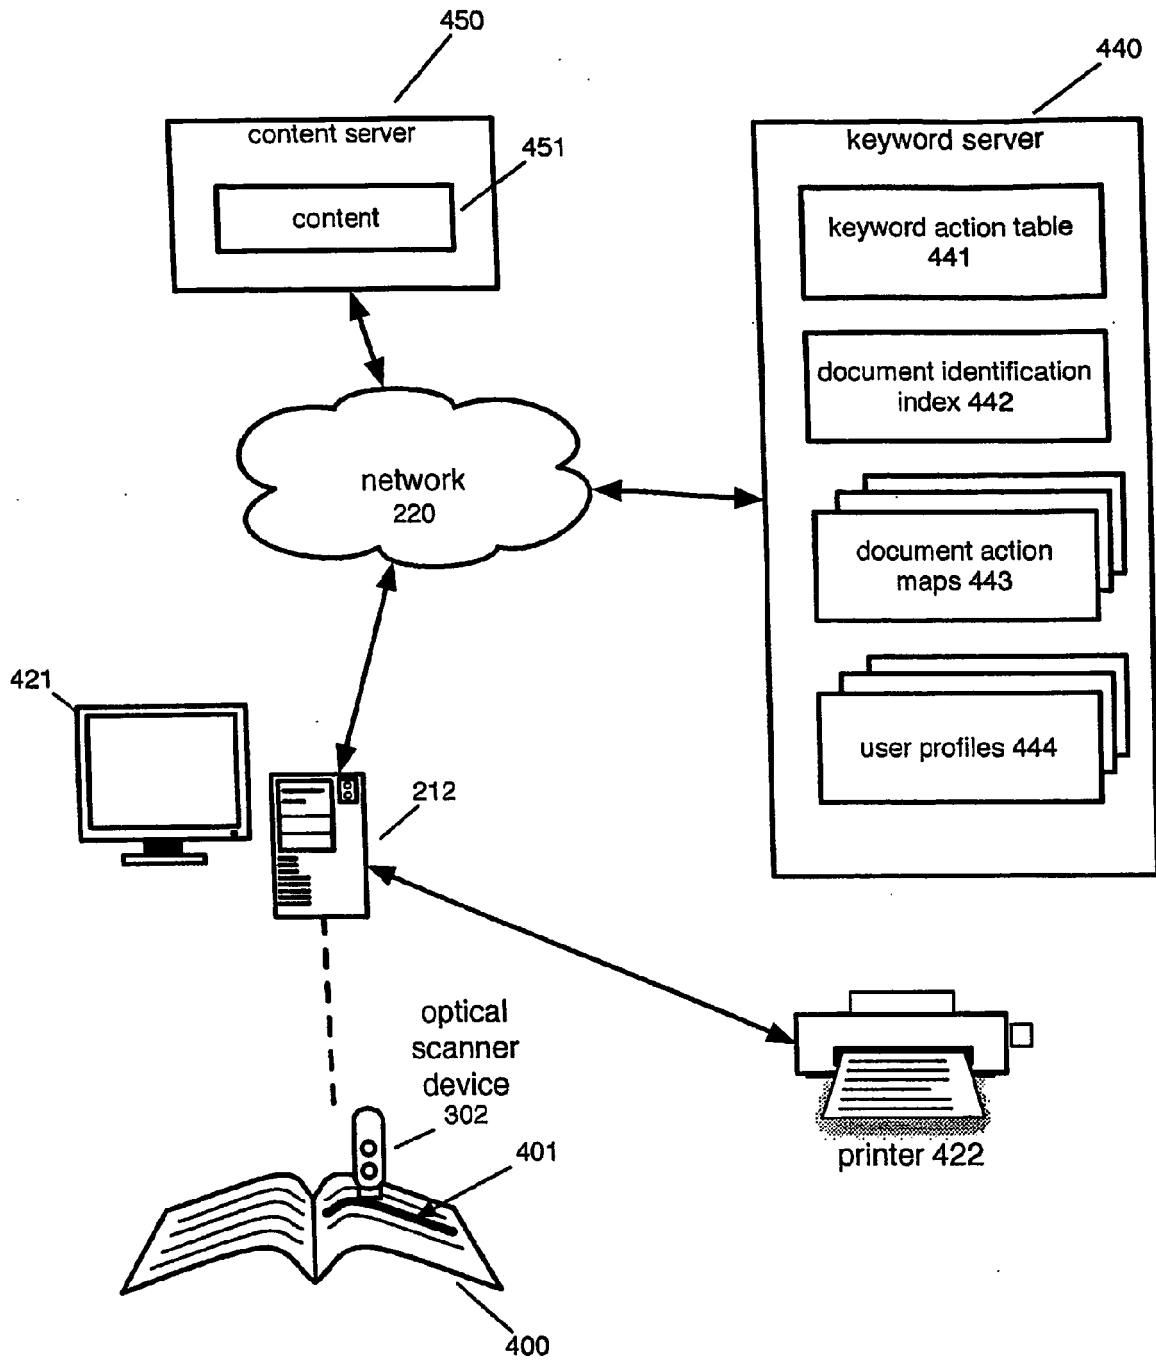 450
440
content server
451
content
keyword server
keyword action table
441
document identification
index 442
network
220
document action
maps 443
421
user profiles 444
212
optical
scanner
device
302
401
printer 422
400